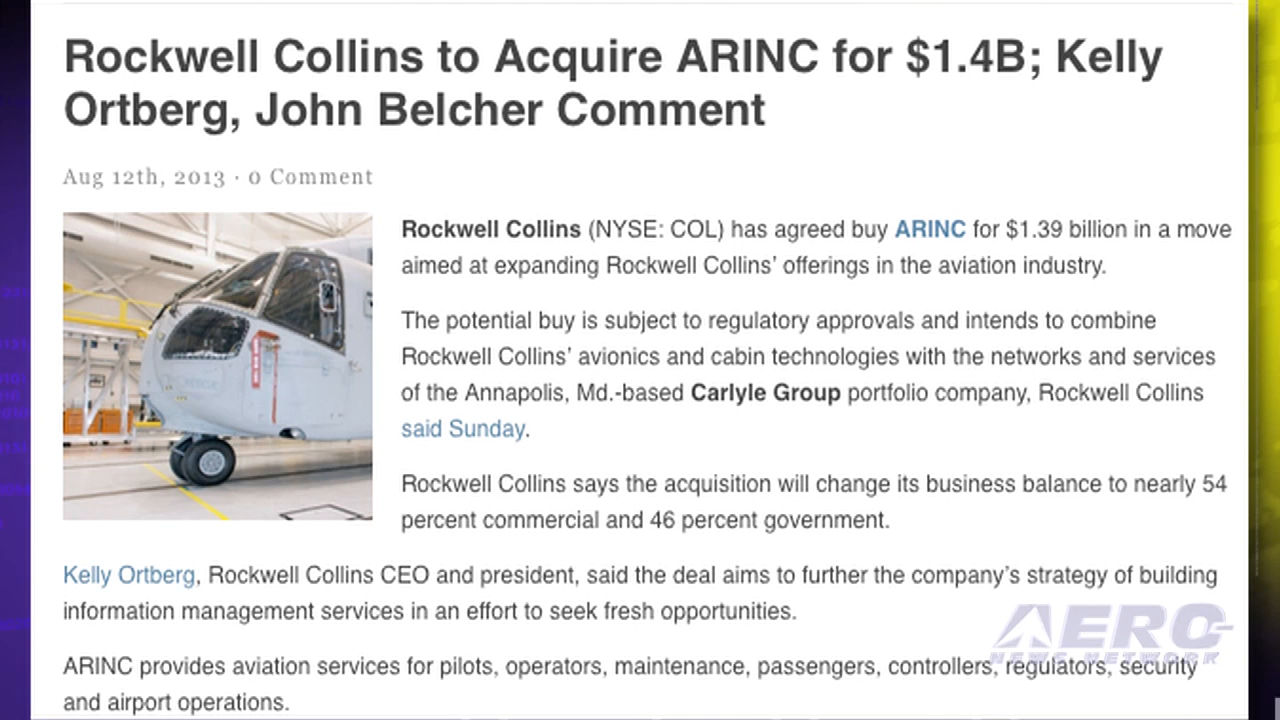 Rockwell Collins to Acquire ARINC for $1.4B; Kelly
Ortberg, John Belcher Comment
Aug 12th, 2013 · 0 Comment
Rockwell Collins (NYSE: COL) has agreed buy ARINC for $1.39 billion in a move
aimed at expanding Rockwell Collins’ offerings in the aviation industry.
The potential buy is subject to regulatory approvals and intends to combine
Rockwell Collins’ avionics and cabin technologies with the networks and services
of the Annapolis, Md.-based Carlyle Group portfolio company, Rockwell Collins
said Sunday.
Rockwell Collins says the acquisition will change its business balance to nearly 54
percent commercial and 46 percent government.
Kelly Ortberg, Rockwell Collins CEO and president, said the deal aims to further the company’s strategy of building
information management services in an effort to seek fresh opportunities.
ARINC provides aviation services for pilots, operators, maintenance, passengers, controllers, regulators, security
and airport operations.
AERO
NEWS NETWORK